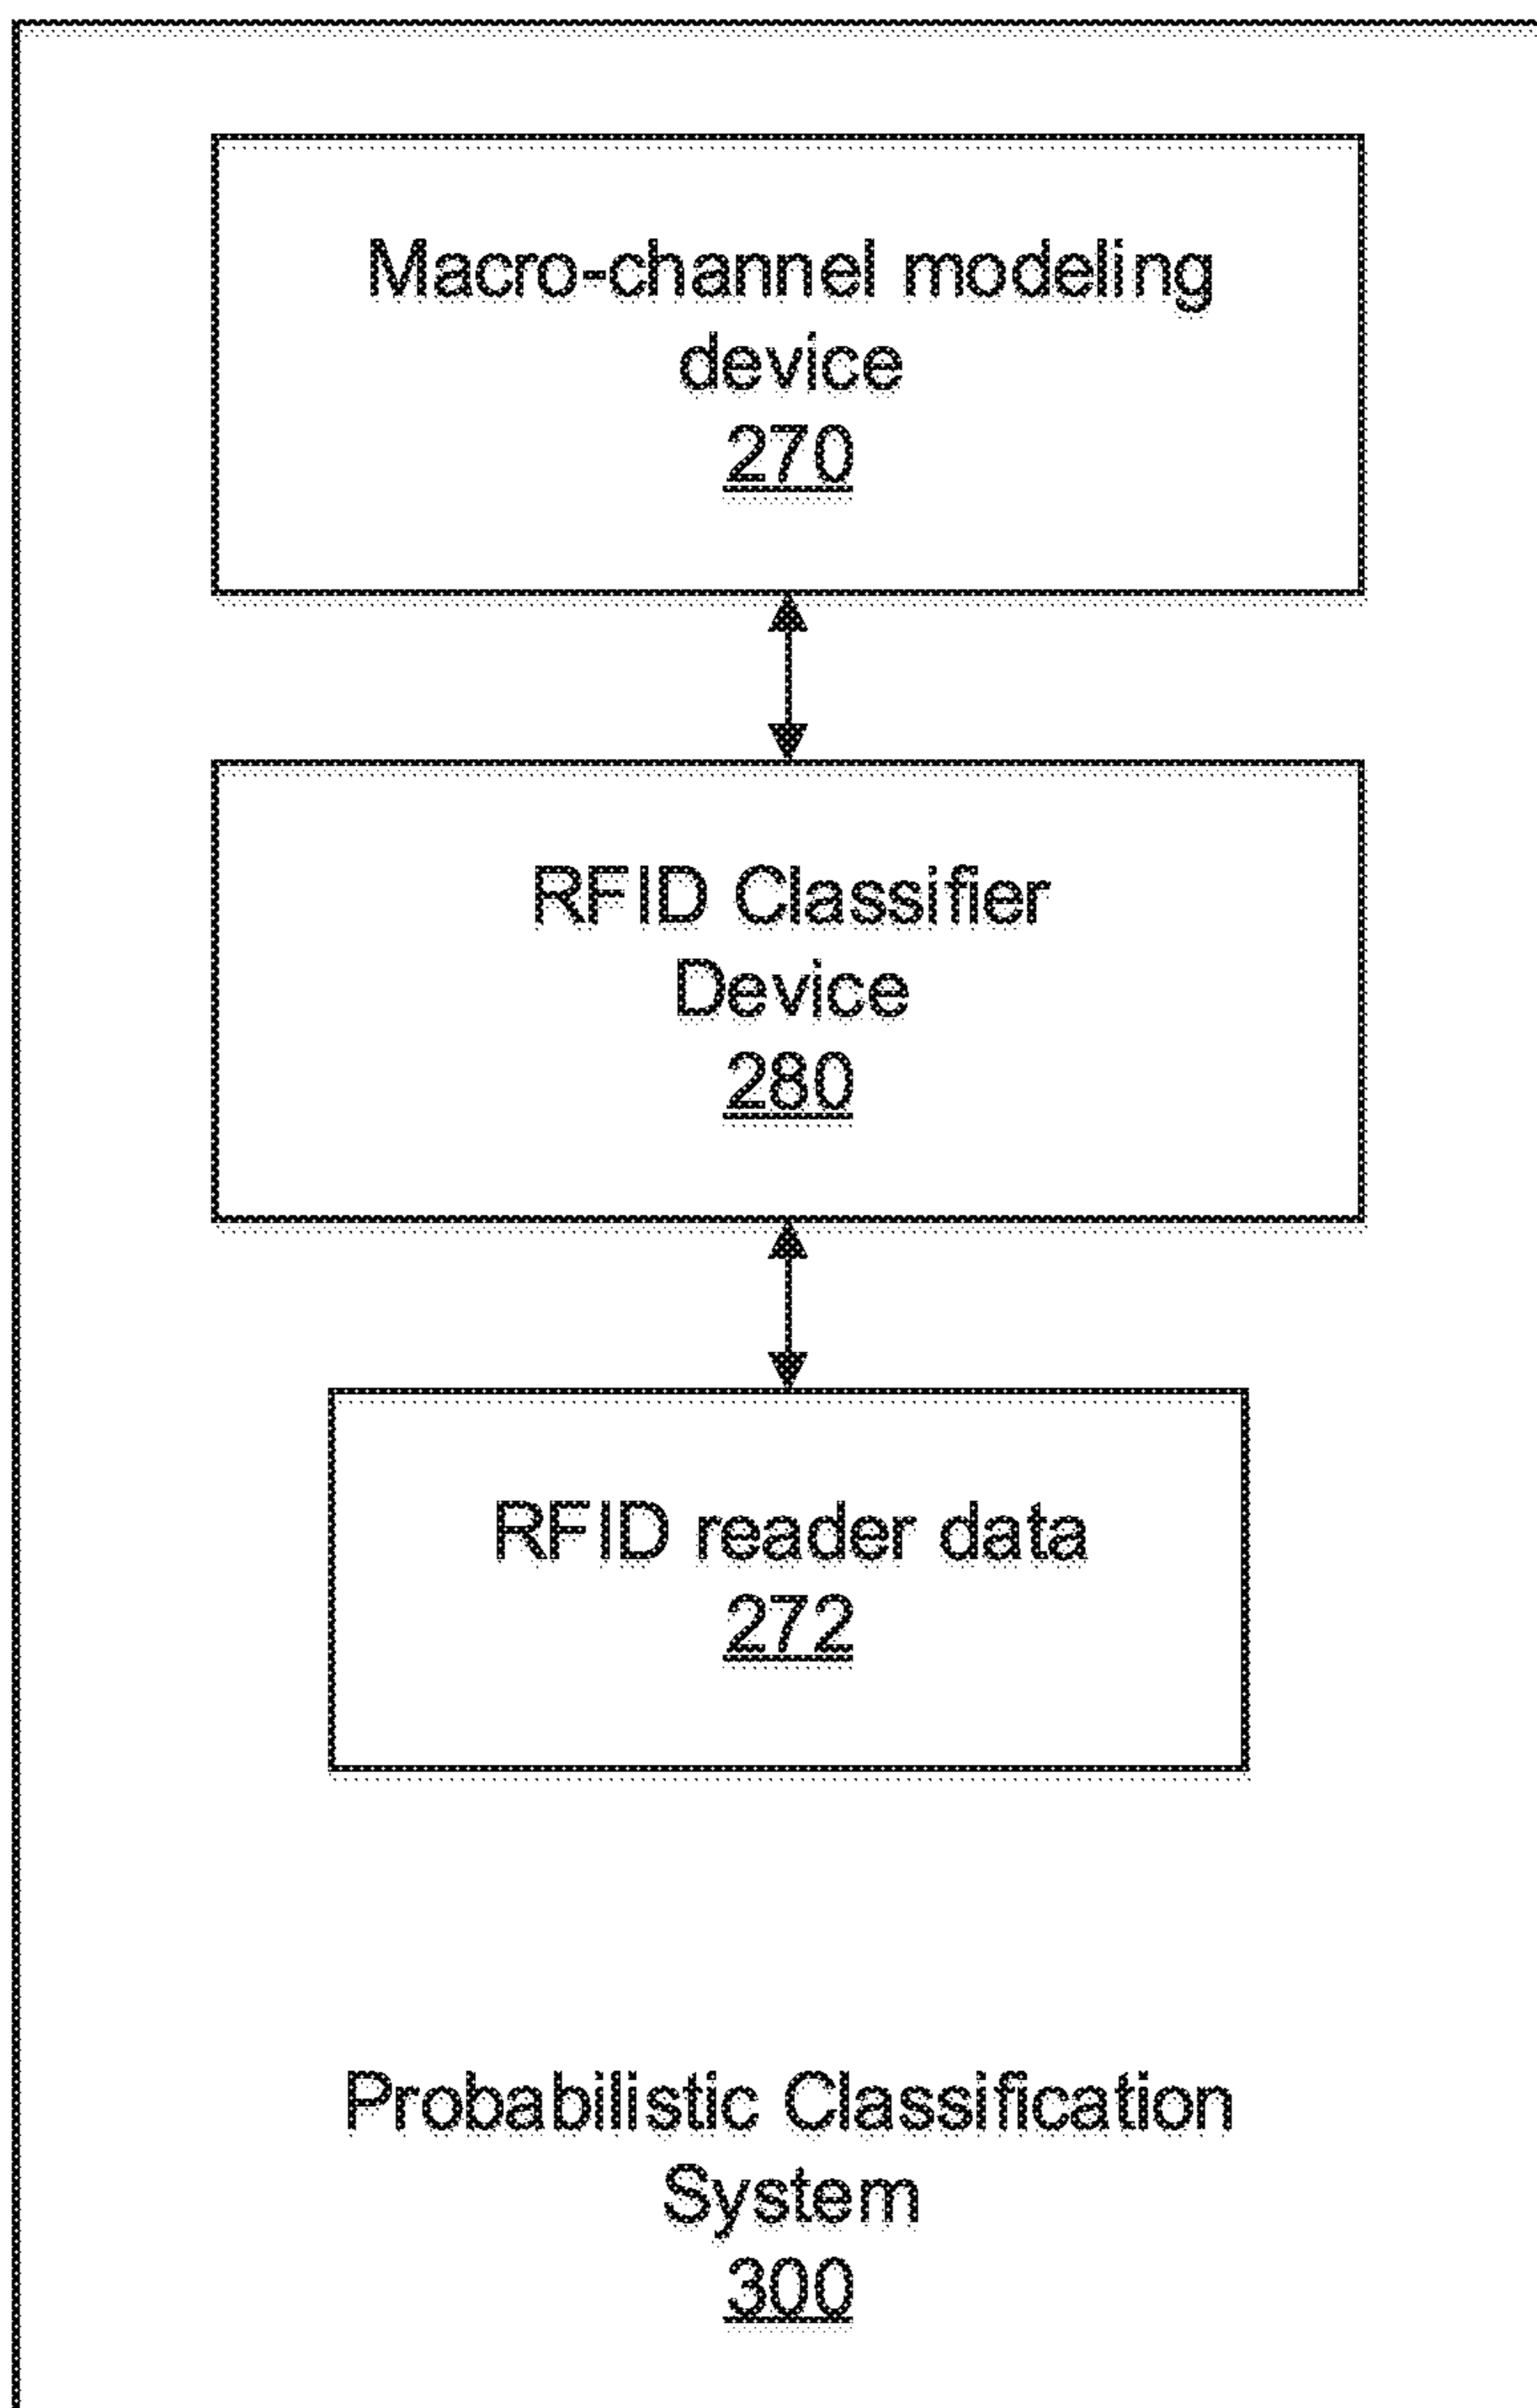 Macro-channel modeling
device
270
RFID Classifier
Device
280
RFID reader data
272
Probabilistic Classification
System
300